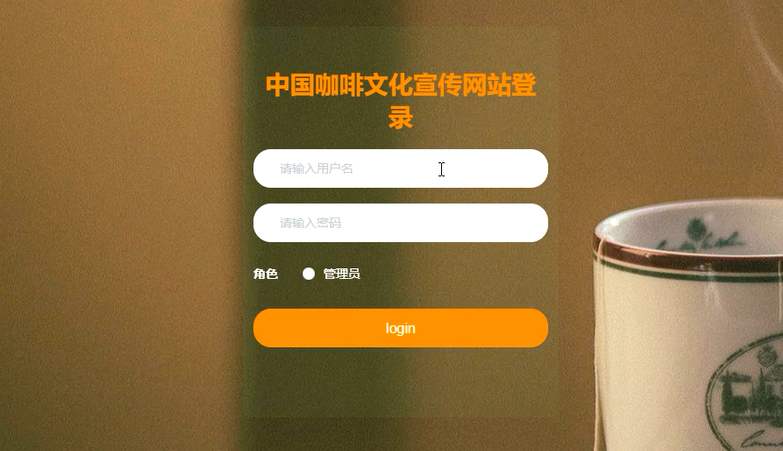 中国咖啡文化宣传网站登
录
请输入用户名
请输入密码
角色 管理员
login